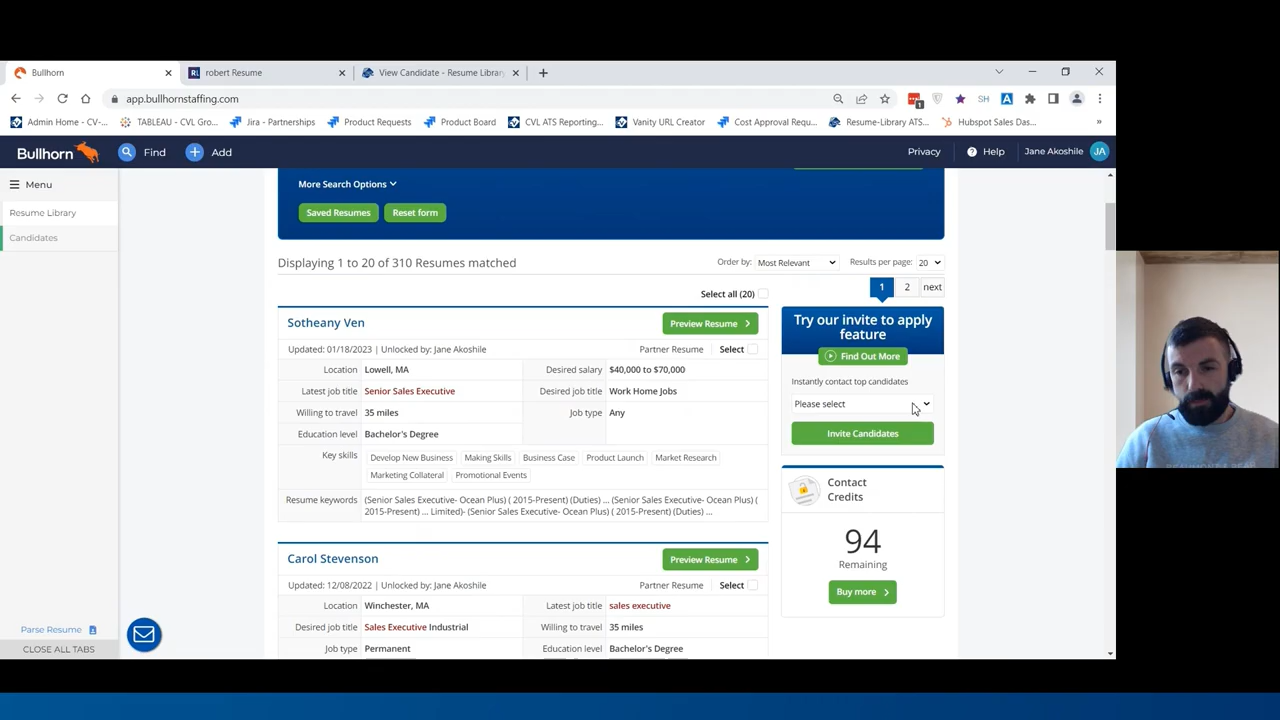 Bullhorn
robert Resume
View Candidate - Resume Library
app.bullhornstaffing.com
Admin Home - CV-...
TABLEAU - CVL Gro...
Jira - Partnerships
Product Requests
Product Board
CVL ATS Reporting...
Vanity URL Creator
Cost Approval Requ...
Resume-Library ATS...
Hubspot Sales Das...
Bullhorn
Find
Add
Privacy
Help
Jane Akoshile JA
Menu
Resume Library
Candidates
More Search Options
Saved Resumes
Reset form
Displaying 1 to 20 of 310 Resumes matched
Order by: Most Relevant
Results per page: 20
Select all (20)
1 2 next
Sotheany Ven
Preview Resume
Updated: 01/18/2023 | Unlocked by: Jane Akoshile
Partner Resume Select
Location Lowell, MA
Desired salary $40,000 to $70,000
Latest job title Senior Sales Executive
Desired job title Work Home Jobs
Willing to travel 35 miles
Job type Any
Education level Bachelor's Degree
Key skills Develop New Business Making Skills Business Case Product Launch Market Research
Marketing Collateral Promotional Events
Resume keywords (Senior Sales Executive- Ocean Plus) ( 2015-Present) (Duties) ... (Senior Sales Executive- Ocean Plus) (
2015-Present) ... Limited)- (Senior Sales Executive- Ocean Plus) ( 2015-Present) (Duties) ...
Try our invite to apply
feature
Find Out More
Instantly contact top candidates
Please select
Invite Candidates
Contact
Credits
94
Remaining
Buy more
Carol Stevenson
Preview Resume
Updated: 12/08/2022 | Unlocked by: Jane Akoshile
Partner Resume Select
Location Winchester, MA
Latest job title sales executive
Desired job title Sales Executive Industrial
Willing to travel 35 miles
Job type Permanent
Education level Bachelor's Degree
Parse Resume
CLOSE ALL TABS